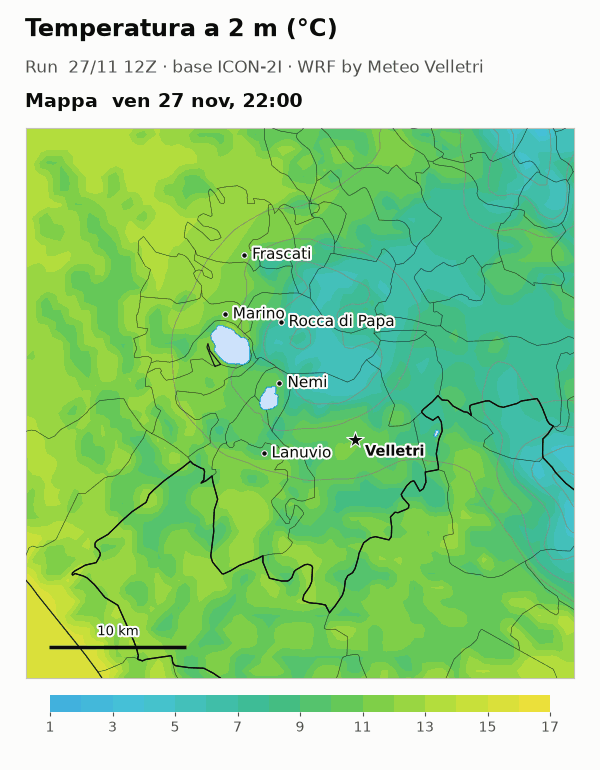 Temperatura a 2 m (°C)
Run  27/11 12Z · base ICON-2I · WRF by Meteo Velletri
Mappa  ven 27 nov, 22:00
Frascati
Marino
Rocca di Papa
Nemi
Velletri
Lanuvio
10 km
1 3 5 7 9 11 13 15 17